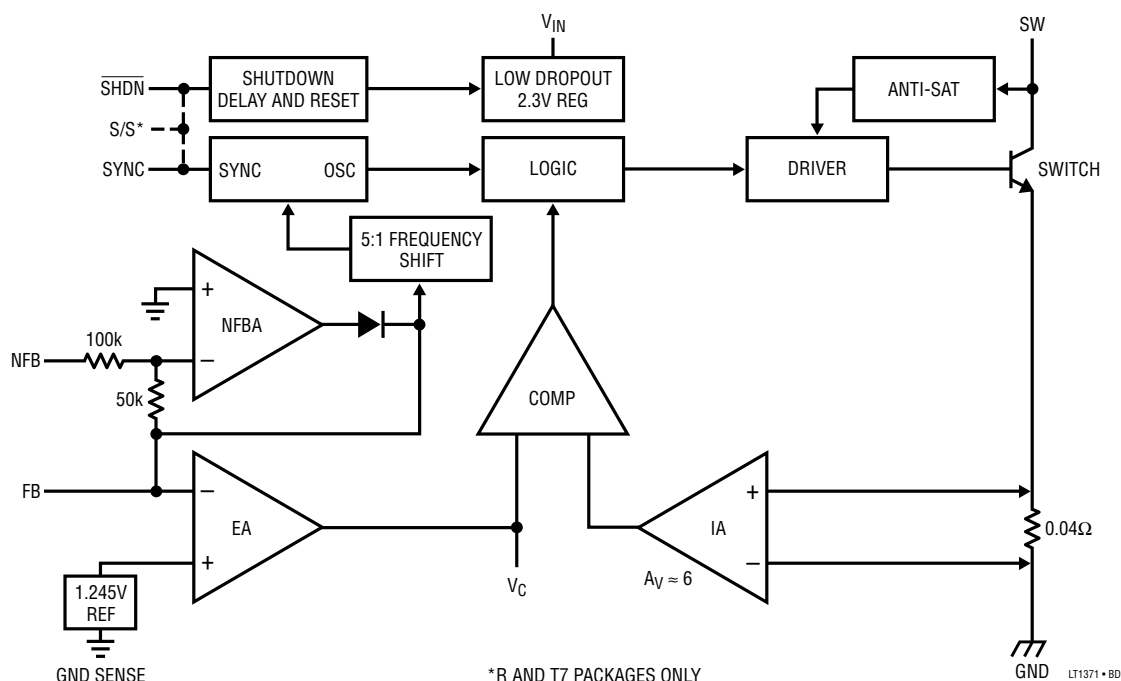 V_IN
SW
S̅H̅D̅N̅
SHUTDOWN
DELAY AND RESET
LOW DROPOUT
2.3V REG
ANTI-SAT
S/S*
SYNC
SYNC
OSC
LOGIC
DRIVER
SWITCH
5:1 FREQUENCY
SHIFT
+
NFBA
−
NFB
100k
50k
COMP
FB
−
EA
+
+
IA
−
0.04Ω
A_V ≈ 6
V_C
1.245V
REF
GND SENSE
*R AND T7 PACKAGES ONLY
GND
LT1371 • BD